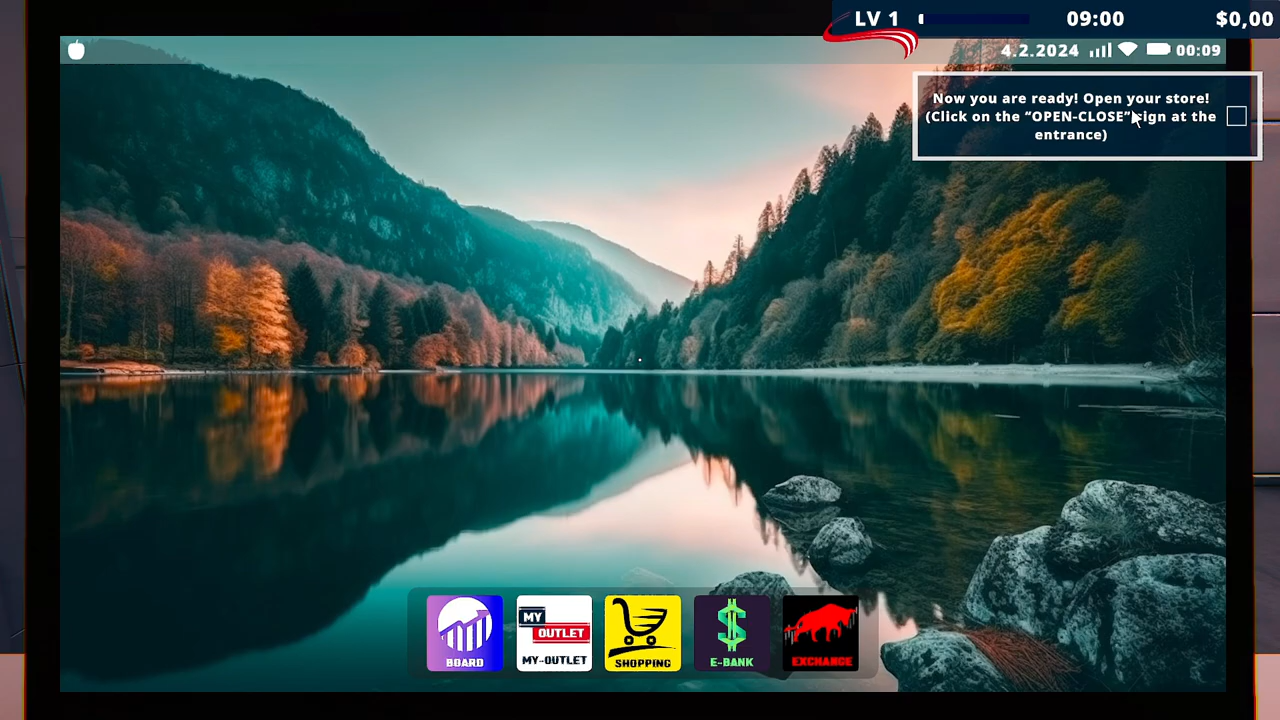 LV 1
09:00
$0,00
4.2.2024
00:09
Now you are ready! Open your store!
(Click on the “OPEN-CLOSE” sign at the
entrance)
BOARD
MY
OUTLET
MY-OUTLET
SHOPPING
E-BANK
EXCHANGE